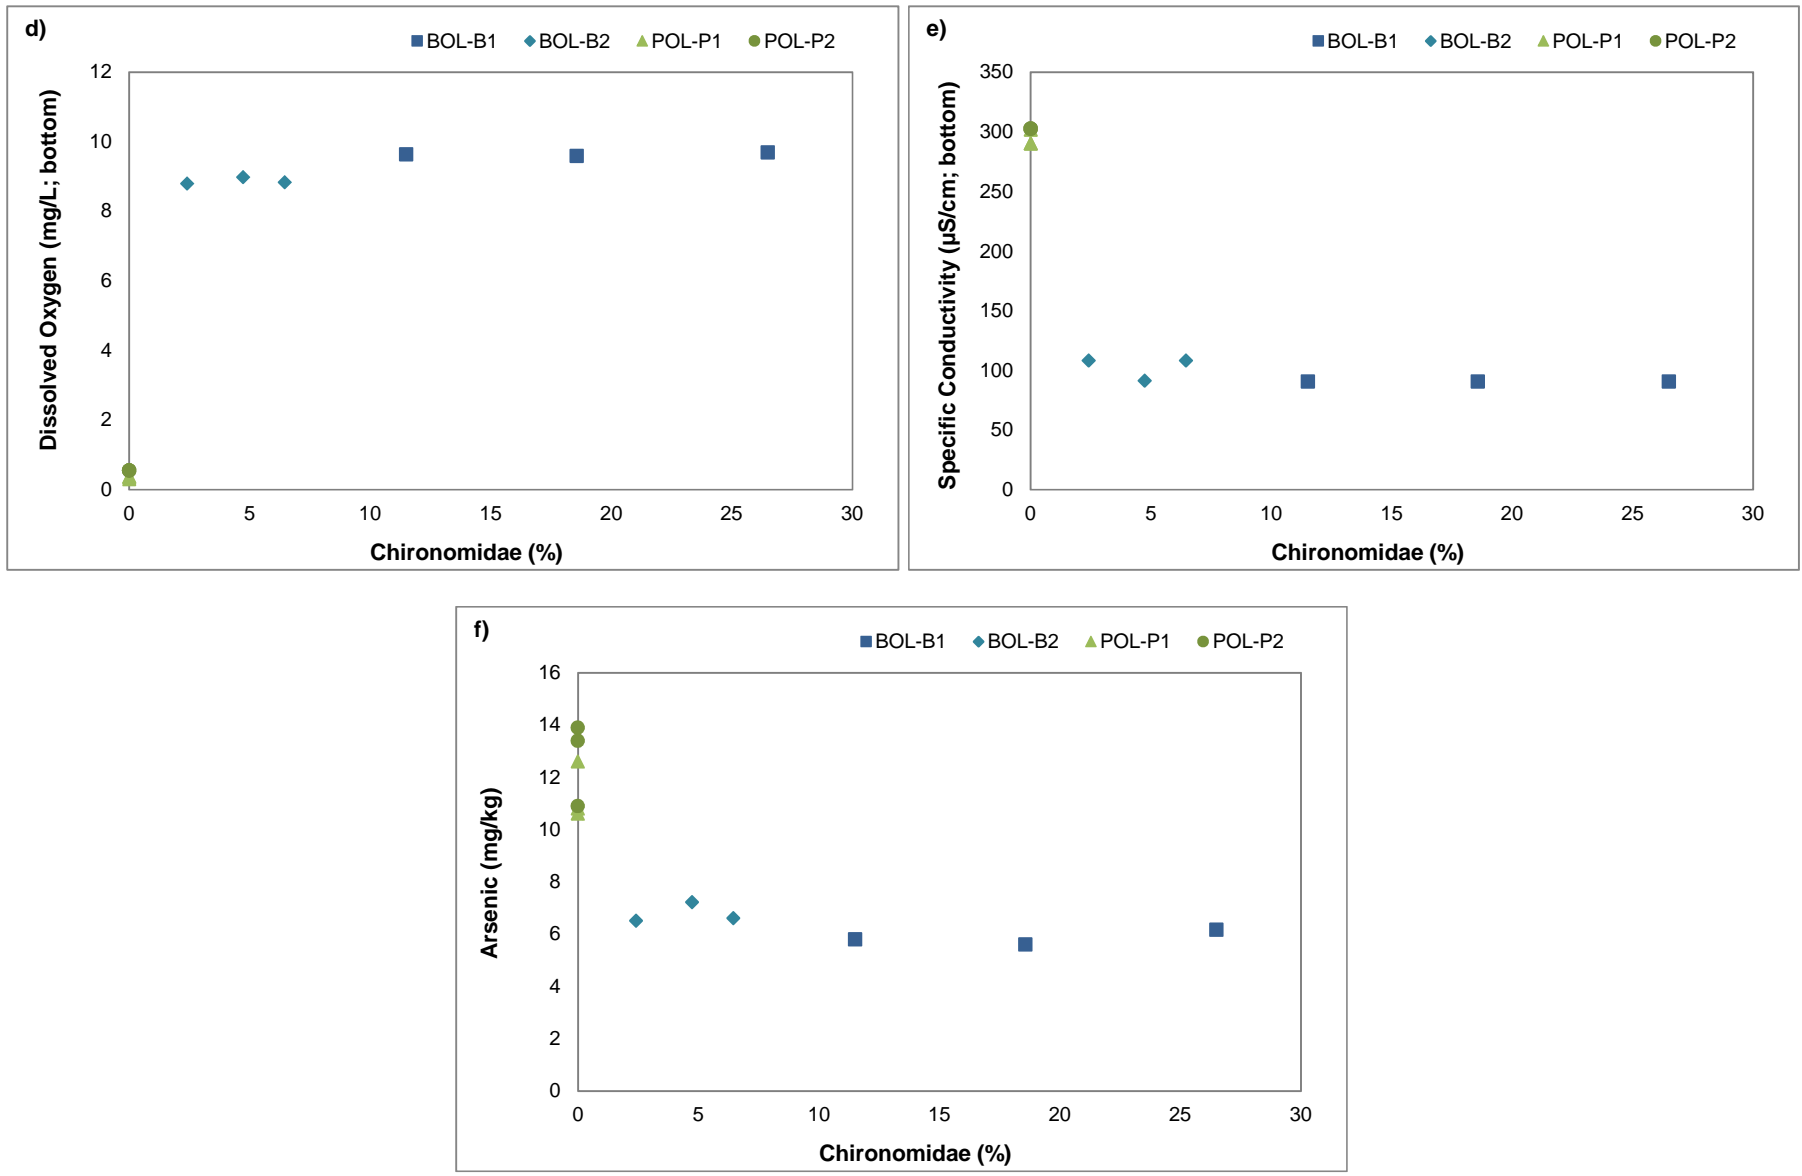 d)
BOL-B1 BOL-B2 POL-P1 POL-P2
Dissolved Oxygen (mg/L; bottom)
12
10
8
6
4
2
0
0 5 10 15 20 25 30
Chironomidae (%)
e)
BOL-B1 BOL-B2 POL-P1 POL-P2
Specific Conductivity (µS/cm; bottom)
350
300
250
200
150
100
50
0
0 5 10 15 20 25 30
Chironomidae (%)
f)
BOL-B1 BOL-B2 POL-P1 POL-P2
Arsenic (mg/kg)
16
14
12
10
8
6
4
2
0
0 5 10 15 20 25 30
Chironomidae (%)